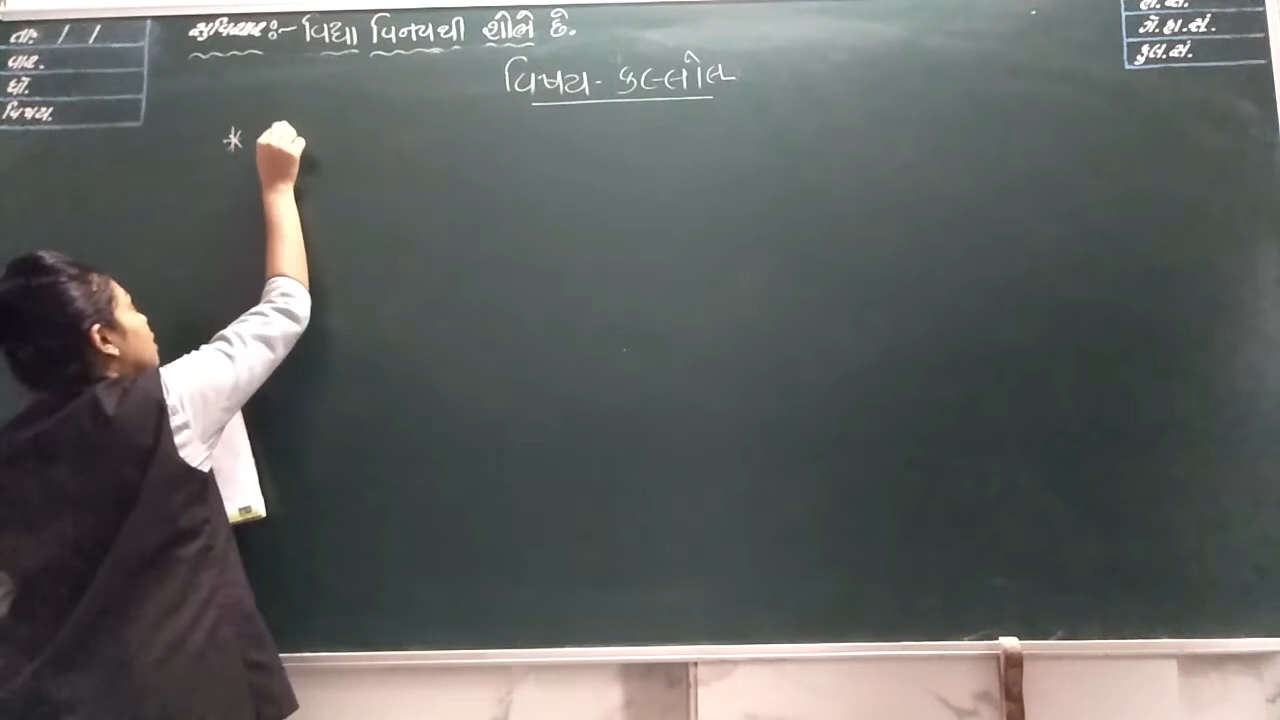 તા: / /
વાર.
ધો.
વિષય.
સુવિચાર:- વિદ્યા વિનયથી શોભે છે.
વિષય - કલ્લોલ
*
હા.સં.
ગે.હા.સં.
કુલ.સં.